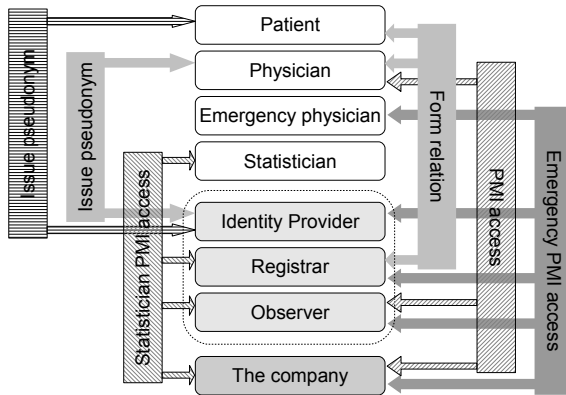 Issue pseudonym
Issue pseudonym
Statistician PMI access
Patient
Physician
Emergency physician
Statistician
Identity Provider
Registrar
Observer
The company
Form relation
PMI access
Emergency PMI access